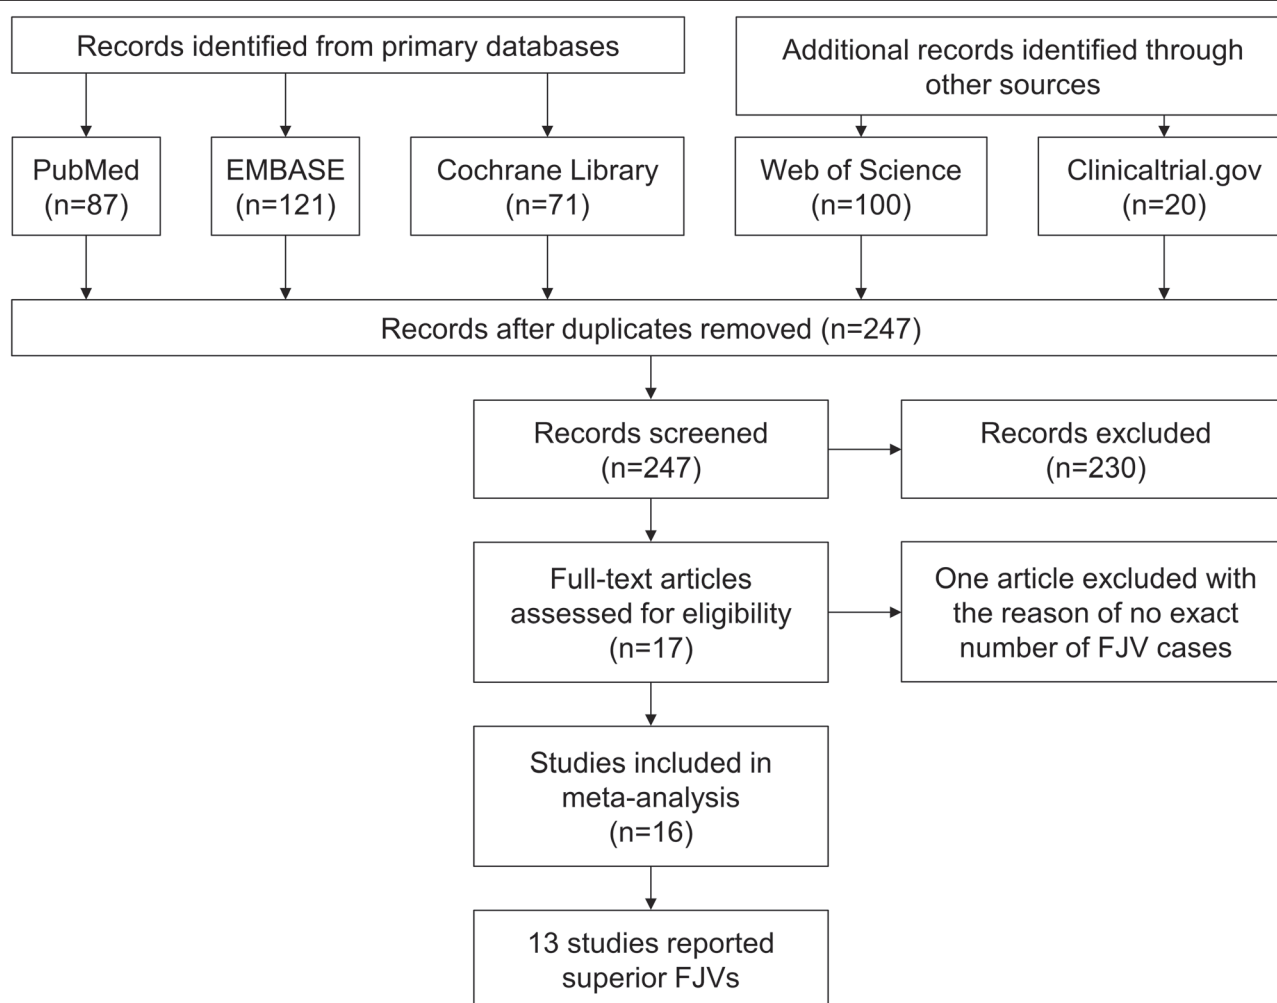 Records identified from primary databases
Additional records identified through
other sources
PubMed
(n=87)
EMBASE
(n=121)
Cochrane Library
(n=71)
Web of Science
(n=100)
Clinicaltrial.gov
(n=20)
Records after duplicates removed (n=247)
Records screened
(n=247)
Records excluded
(n=230)
Full-text articles
assessed for eligibility
(n=17)
One article excluded with
the reason of no exact
number of FJV cases
Studies included in
meta-analysis
(n=16)
13 studies reported
superior FJVs